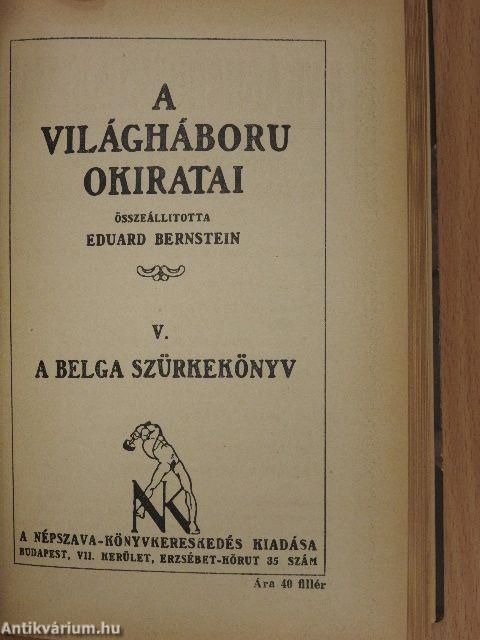 A
VILÁGHÁBORU
OKIRATAI
ÖSSZEÁLLITOTTA
EDUARD BERNSTEIN
V.
A BELGA SZÜRKEKÖNYV
NK
A NÉPSZAVA-KÖNYVKERESKEDÉS KIADÁSA
BUDAPEST, VII. KERÜLET, ERZSÉBET-KÖRUT 35 SZÁM
Ára 40 fillér
Antikvárium.hu